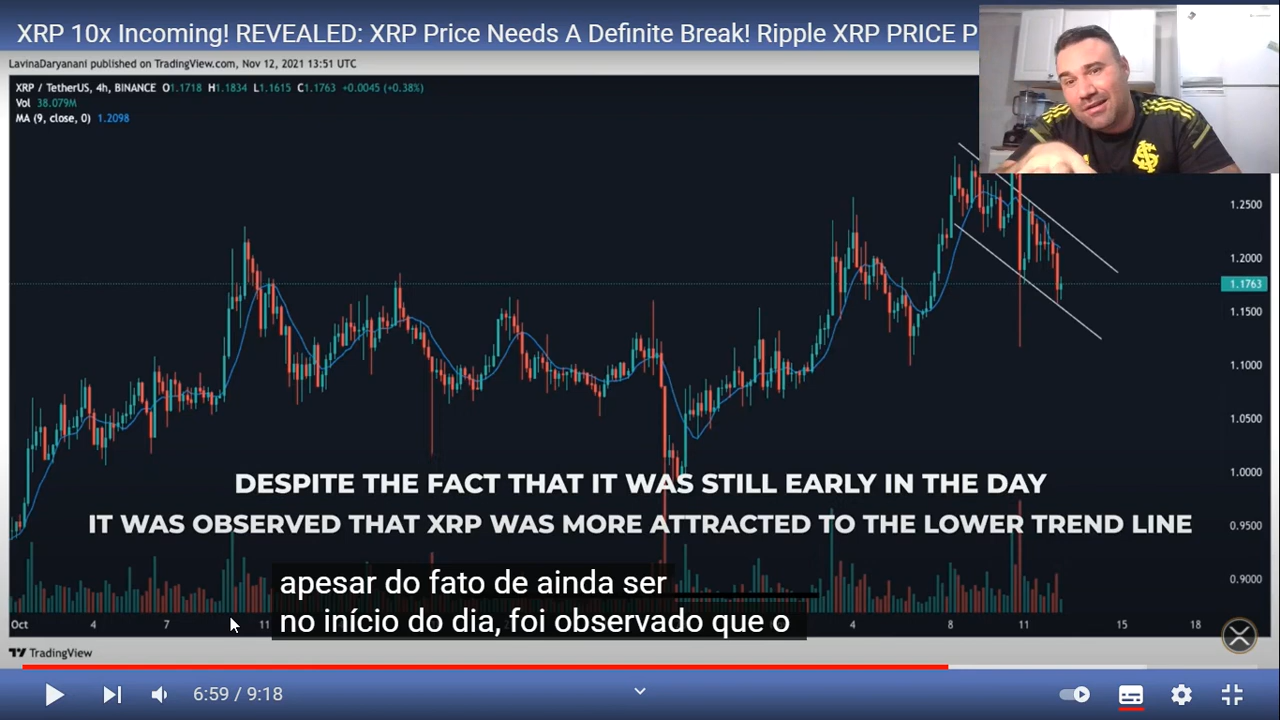 XRP 10x Incoming! REVEALED: XRP Price Needs A Definite Break! Ripple XRP PRICE P
LavinaDaryanani published on TradingView.com, Nov 12, 2021 13:51 UTC
XRP / TetherUS, 4h, BINANCE O1.1718 H1.1834 L1.1615 C1.1763 +0.0045 (+0.38%)
Vol 38.079M
MA (9, close, 0) 1.2098
1.2500
1.2000
1.1763
1.1500
1.1000
1.0500
1.0000
0.9500
0.9000
DESPITE THE FACT THAT IT WAS STILL EARLY IN THE DAY
IT WAS OBSERVED THAT XRP WAS MORE ATTRACTED TO THE LOWER TREND LINE
apesar do fato de ainda ser
no início do dia, foi observado que o
Oct 4 7 11 4 8 11 15 18
TradingView
6:59 / 9:18